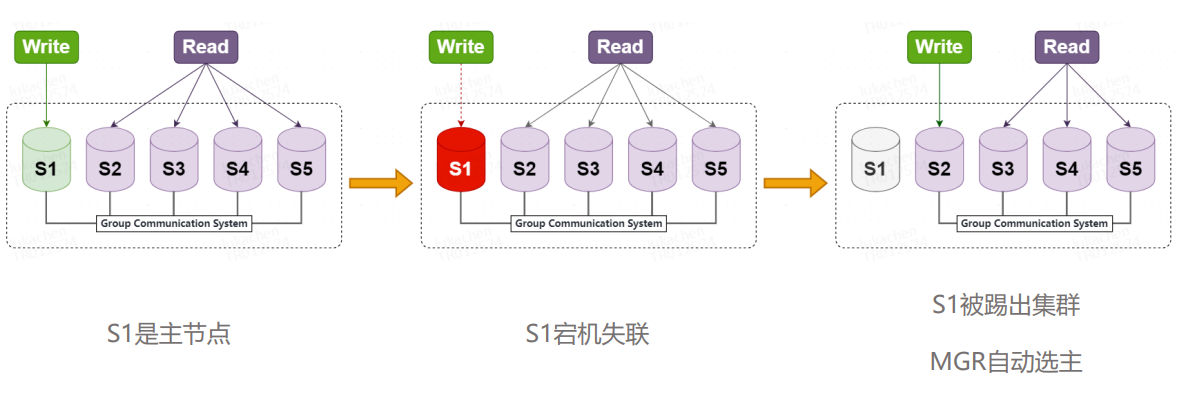 Write Read
S1 S2 S3 S4 S5
Group Communication System
S1是主节点
Write Read
S1 S2 S3 S4 S5
Group Communication System
S1宕机失联
Write Read
S1 S2 S3 S4 S5
Group Communication System
S1被踢出集群
MGR自动选主